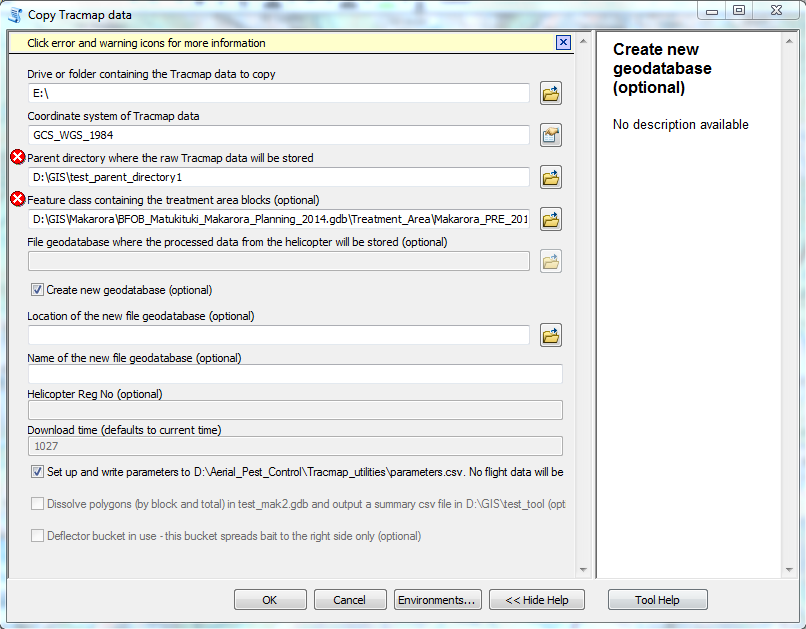 Copy Tracmap data
Click error and warning icons for more information
Drive or folder containing the Tracmap data to copy
E:\
Coordinate system of Tracmap data
GCS_WGS_1984
Parent directory where the raw Tracmap data will be stored
D:\GIS\test_parent_directory1
Feature class containing the treatment area blocks (optional)
D:\GIS\Makarora\BFOB_Matukituki_Makarora_Planning_2014.gdb\Treatment_Area\Makarora_PRE_201
File geodatabase where the processed data from the helicopter will be stored (optional)
Create new geodatabase (optional)
Location of the new file geodatabase (optional)
Name of the new file geodatabase (optional)
Helicopter Reg No (optional)
Download time (defaults to current time)
1027
Set up and write parameters to D:\Aerial_Pest_Control\Tracmap_utilities\parameters.csv. No flight data will be
Dissolve polygons (by block and total) in test_mak2.gdb and output a summary csv file in D:\GIS\test_tool (opt
Deflector bucket in use - this bucket spreads bait to the right side only (optional)
OK
Cancel
Environments...
<< Hide Help
Create new
geodatabase
(optional)
No description available
Tool Help